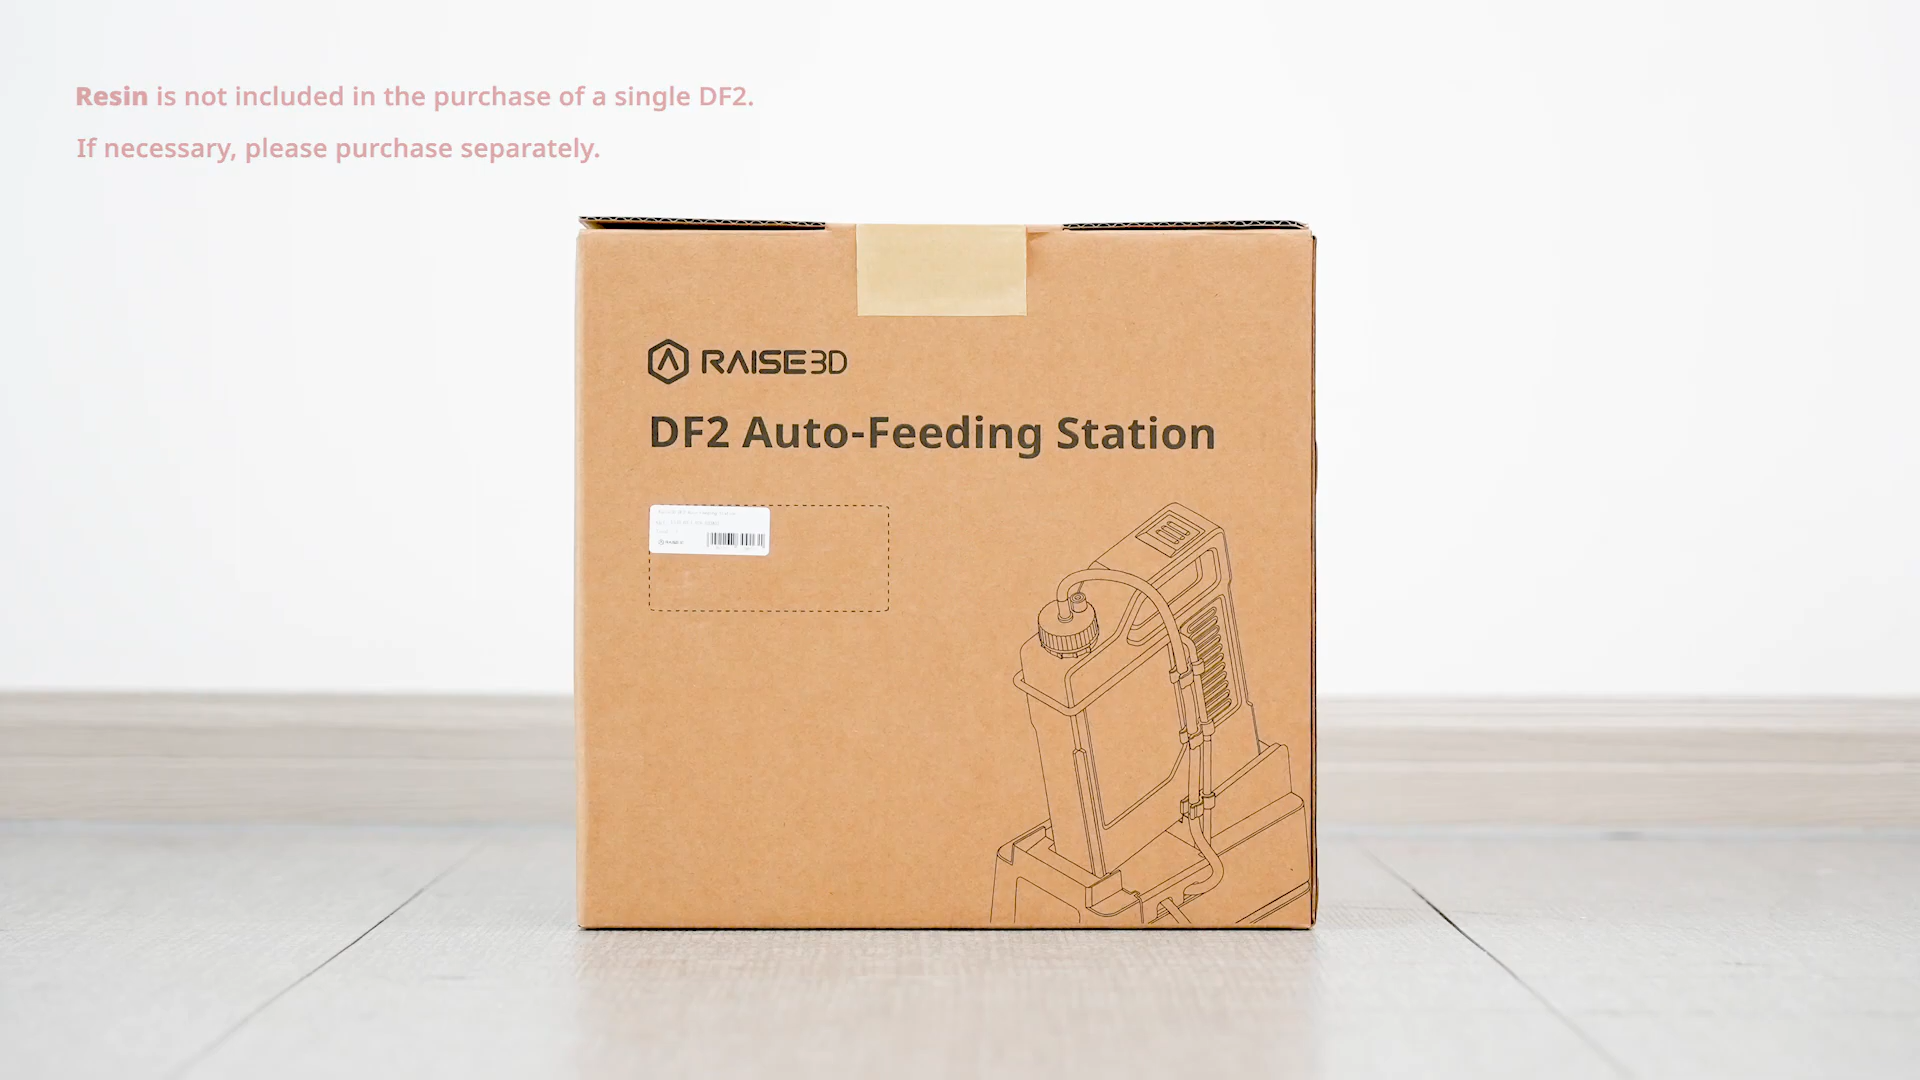 Resin is not included in the purchase of a single DF2.
If necessary, please purchase separately.
RAISE3D
DF2 Auto-Feeding Station